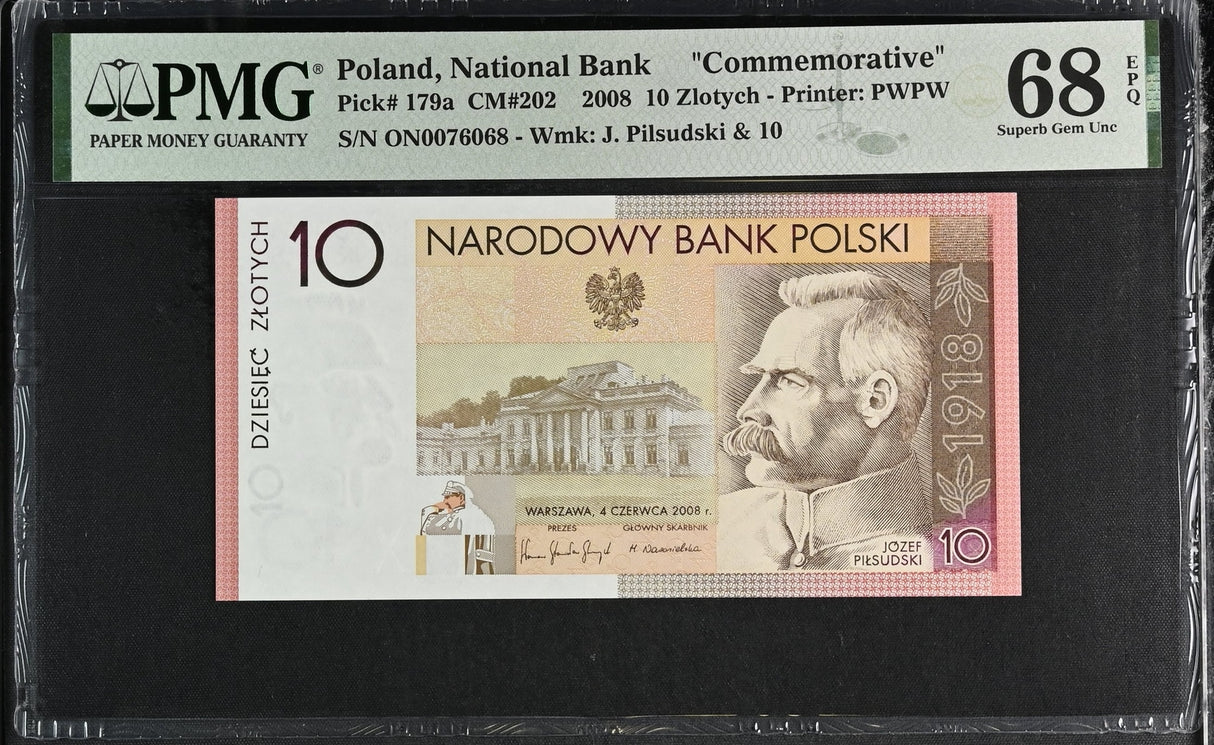 PMG®
PAPER MONEY GUARANTY
Poland, National Bank "Commemorative"
Pick# 179a CM#202 2008 10 Zlotych - Printer: PWPW
S/N ON0076068 - Wmk: J. Pilsudski & 10
68
EPQ
Superb Gem Unc
DZIESIĘĆ ZŁOTYCH
10
NARODOWY BANK POLSKI
1918
WARSZAWA, 4 CZERWCA 2008 r.
PREZES GŁÓWNY SKARBNIK
JÓZEF
PIŁSUDSKI
10
10